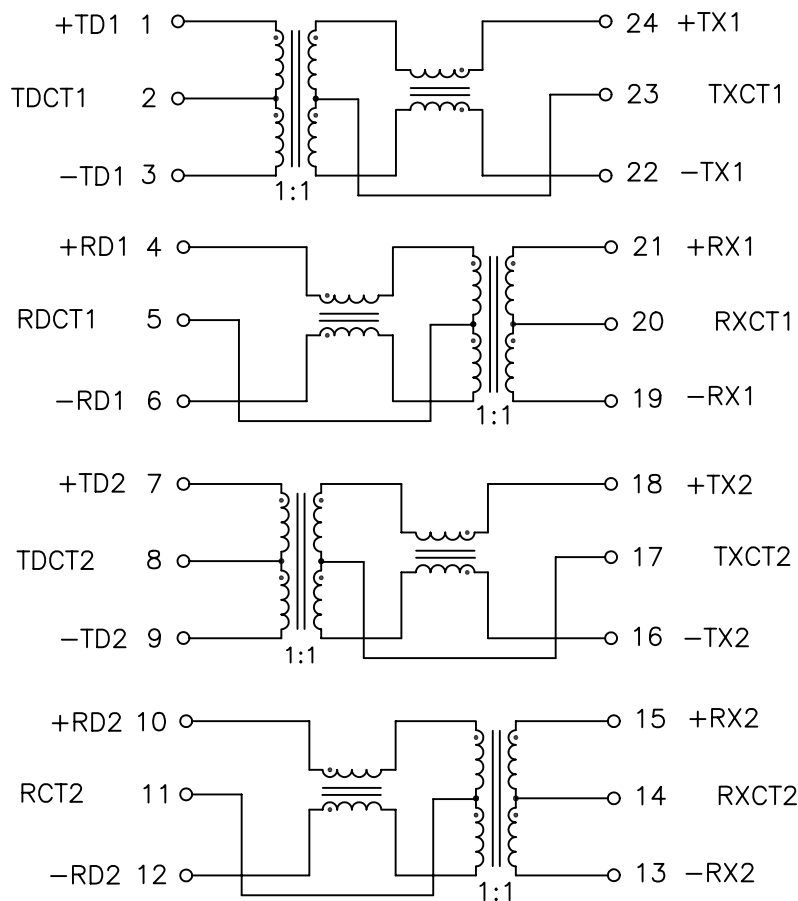 +TD1 1 24 +TX1
TDCT1 2 23 TXCT1
−TD1 3 22 −TX1
1:1
+RD1 4 21 +RX1
RDCT1 5 20 RXCT1
−RD1 6 19 −RX1
1:1
+TD2 7 18 +TX2
TDCT2 8 17 TXCT2
−TD2 9 16 −TX2
1:1
+RD2 10 15 +RX2
RCT2 11 14 RXCT2
−RD2 12 13 −RX2
1:1